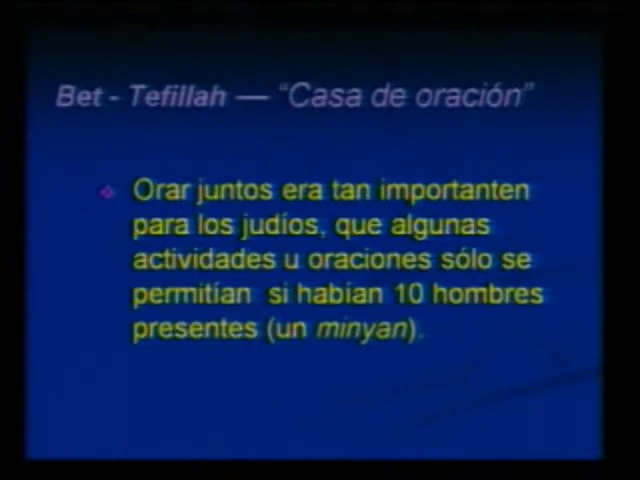 Bet - Tefillah — “Casa de oración”
Orar juntos era tan importanten
para los judíos, que algunas
actividades u oraciones sólo se
permitían si habían 10 hombres
presentes (un minyan).